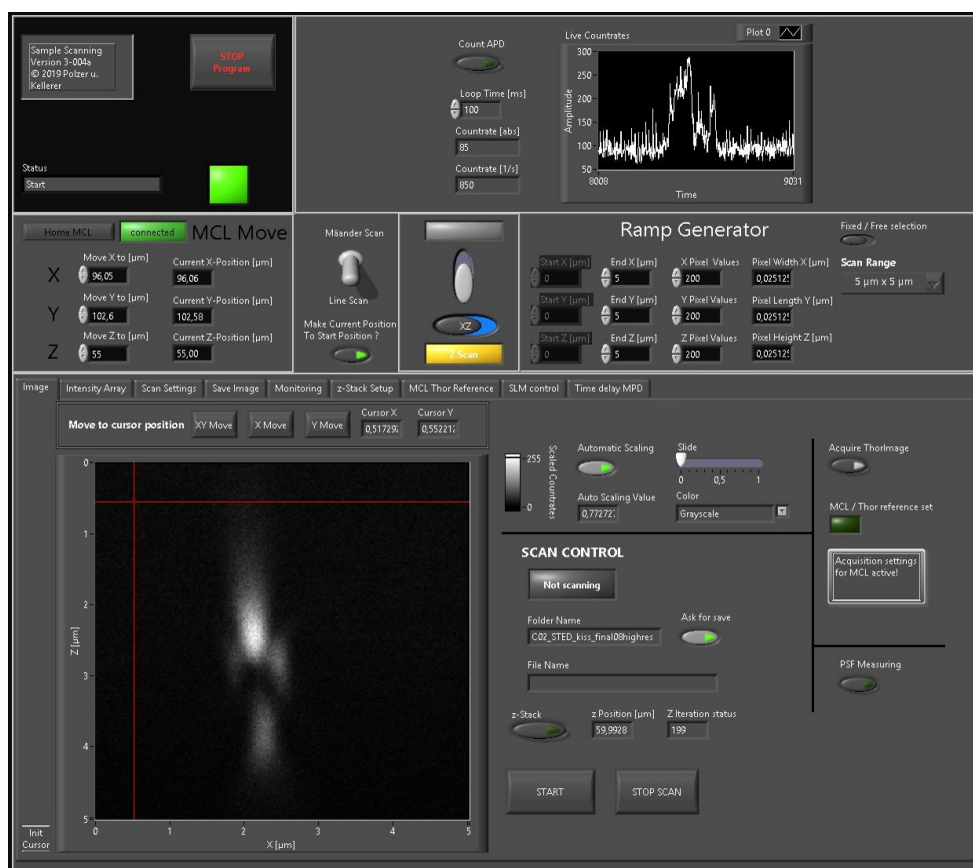 Sample Scanning
Version 3-004a
© 2019 Polzer u.
Kellerer
STOP
Program
Status
Start
Count APD
Loop Time [ms]
100
Countrate [abs]
85
Countrate [1/s]
850
Live Countrates
Plot 0
Amplitude
300
250
200
150
100
50
8008
9031
Time
Home MCL
connected
MCL Move
X
Move X to [µm]
96,05
Current X-Position [µm]
96,06
Y
Move Y to [µm]
102,6
Current Y-Position [µm]
102,58
Z
Move Z to [µm]
55
Current Z-Position [µm]
55,00
Mäander Scan
Line Scan
Make Current Position
To Start Position ?
XZ
Z Scan
Ramp Generator
Start X [µm]
0
End X [µm]
5
X Pixel Values
200
Pixel Width X [µm]
0,02512
Start Y [µm]
0
End Y [µm]
5
Y Pixel Values
200
Pixel Length Y [µm]
0,02512
Start Z [µm]
0
End Z [µm]
5
Z Pixel Values
200
Pixel Height Z [µm]
0,02512
Fixed / Free selection
Scan Range
5 µm x 5 µm
Image
Intensity Array
Scan Settings
Save Image
Monitoring
z-Stack Setup
MCL Thor Reference
SLM control
Time delay MPD
Move to cursor position
XY Move
X Move
Y Move
Cursor X
0,51729
Cursor Y
0,55221
Z [µm]
0
1
2
3
4
5
0
1
2
3
4
5
X [µm]
Init
Cursor
255
0
Scaled Countrates
Automatic Scaling
Auto Scaling Value
0,77272
Slide
0
0,5
1
Color
Grayscale
SCAN CONTROL
Not scanning
Folder Name
C02_STED_kiss_final08highres
Ask for save
File Name
z-Stack
z Position [µm]
59,9928
Z Iteration status
199
START
STOP SCAN
Acquire ThorImage
MCL / Thor reference set
Acquisition settings
for MCL active!
PSF Measuring